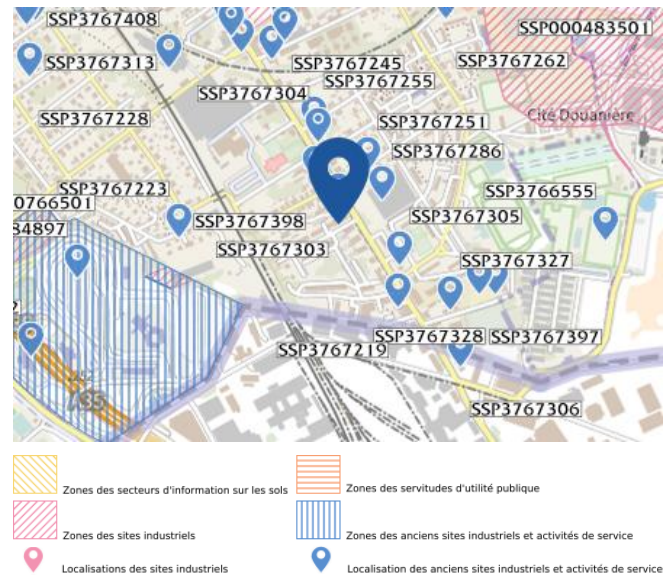 SSP3767408
SSP000483501
SSP3767313
SSP3767245
SSP3767262
SSP3767255
SSP3767304
SSP3767228
SSP3767251
Cité Douanière
SSP3767286
SSP3767223
SSP3766555
0766501
SSP3767398
SSP3767305
84897
SSP3767303
SSP3767327
SSP3767328
SSP3767397
SSP3767219
SSP3767306
Zones des secteurs d'information sur les sols
Zones des servitudes d'utilité publique
Zones des sites industriels
Zones des anciens sites industriels et activités de service
Localisations des sites industriels
Localisation des anciens sites industriels et activités de service